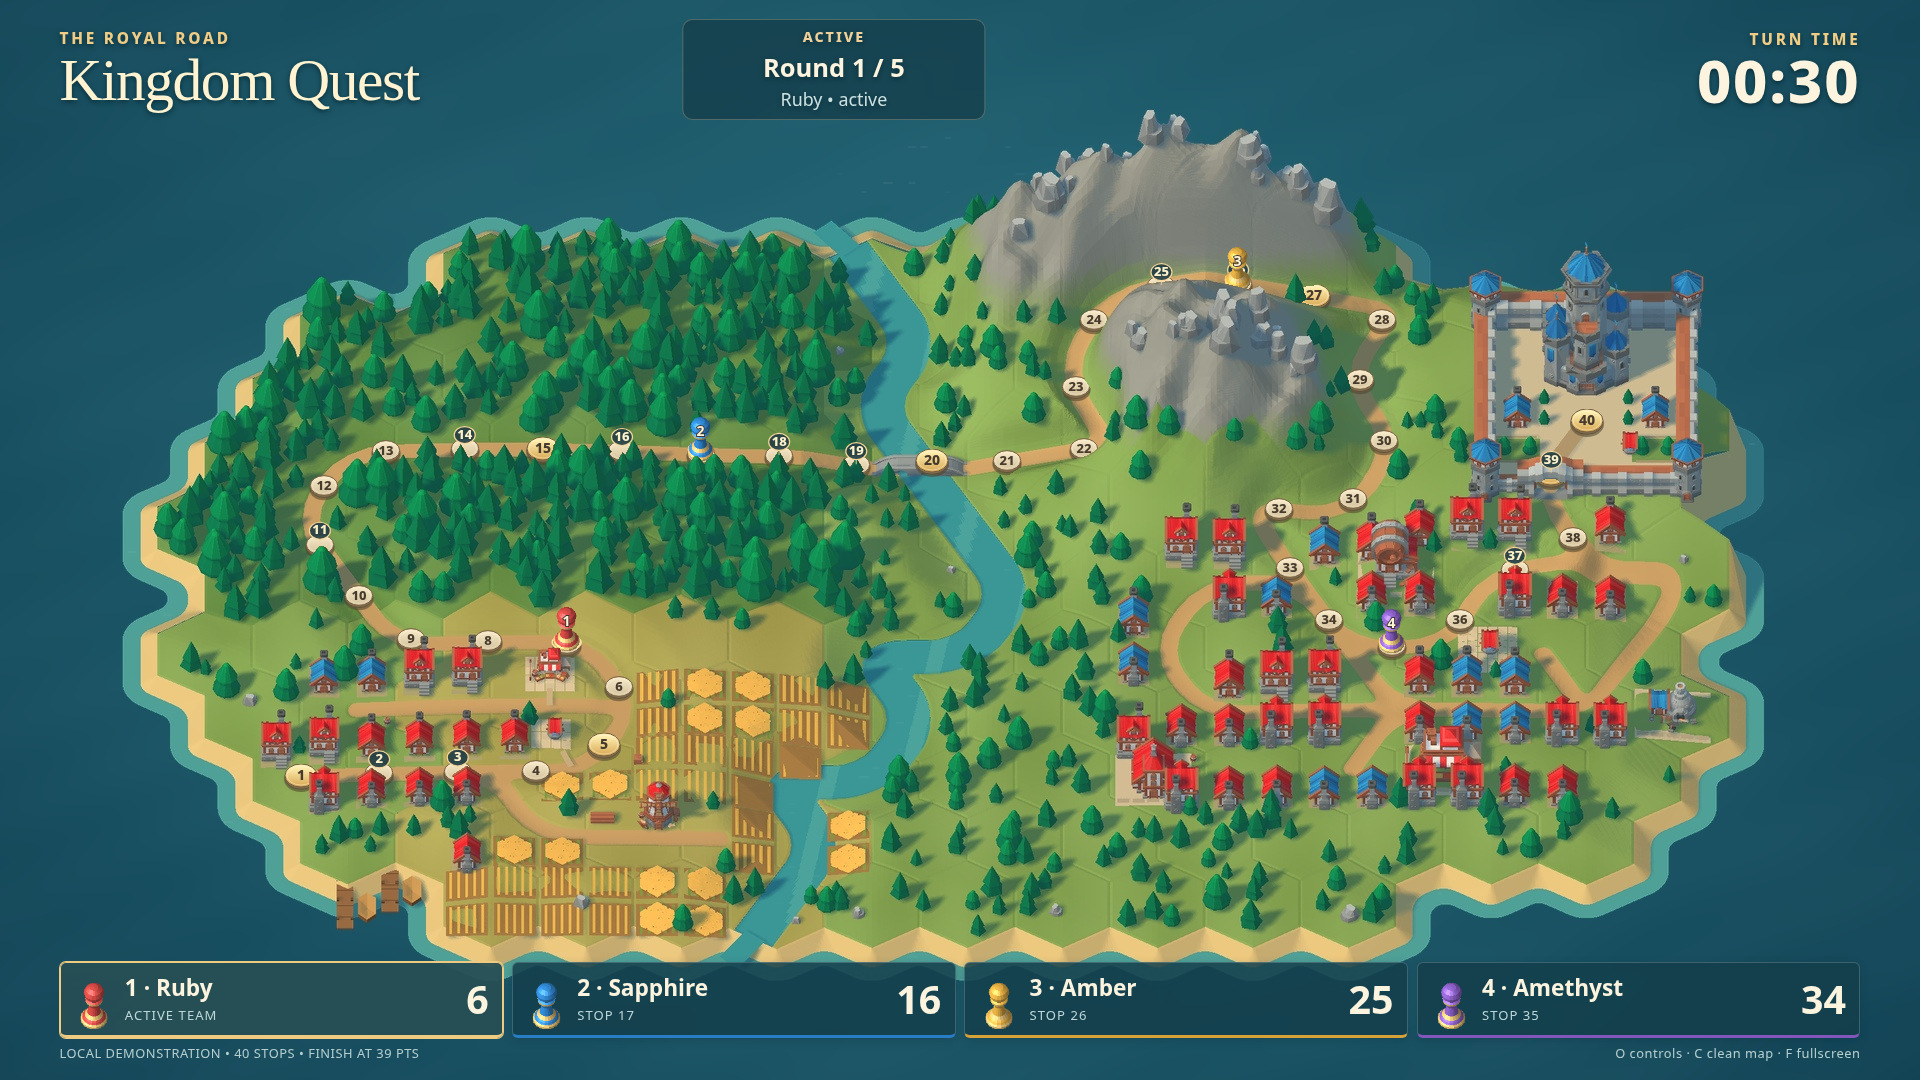 THE ROYAL ROAD
Kingdom Quest
ACTIVE
Round 1 / 5
Ruby • active
TURN TIME
00:30
25
3
27
24
28
23
29
40
14
16
2
18
13
15
19
20
21
22
30
39
12
11
31
32
38
37
33
10
9
8
1
34
4
36
6
5
1
2
3
4
1 · Ruby
ACTIVE TEAM
6
2 · Sapphire
STOP 17
16
3 · Amber
STOP 26
25
4 · Amethyst
STOP 35
34
LOCAL DEMONSTRATION • 40 STOPS • FINISH AT 39 PTS
O controls · C clean map · F fullscreen